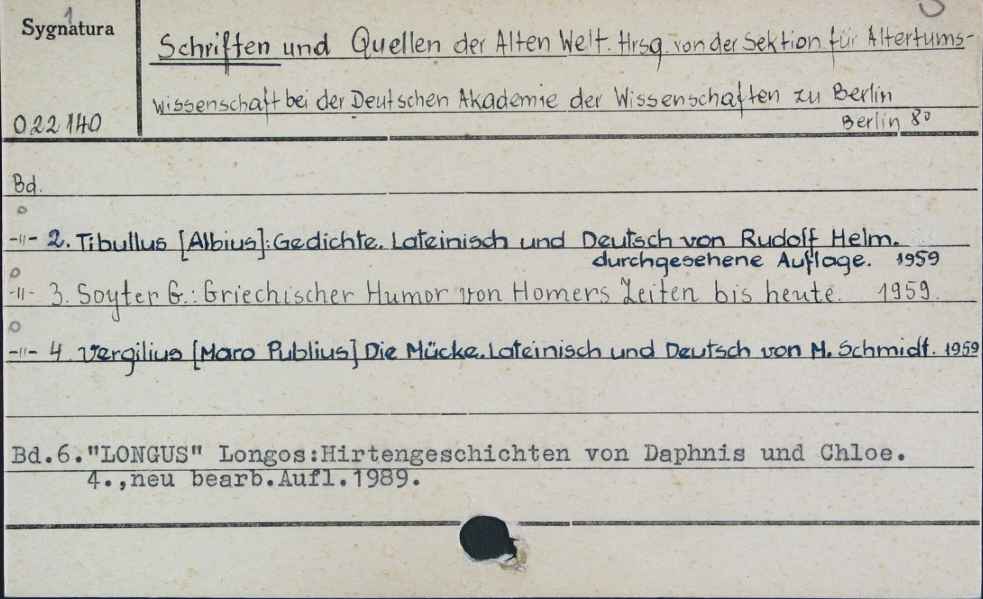 1
Sygnatura
Schriften und Quellen der Alten Welt. Hrsg. von der Sektion für Altertums-
wissenschaft bei der Deutschen Akademie der Wissenschaften zu Berlin
022140
Berlin 8º
Bd.
-"- 2. Tibullus [Albius]: Gedichte. Lateinisch und Deutsch von Rudolf Helm.
durchgesehene Auflage. 1959
-"- 3. Soyter G.: Griechischer Humor von Homers Zeiten bis heute. 1959.
-"- 4. Vergilius [Maro Publius] Die Mücke. Lateinisch und Deutsch von M. Schmidt. 1959
Bd.6."LONGUS" Longos:Hirtengeschichten von Daphnis und Chloe.
4.,neu bearb.Aufl.1989.